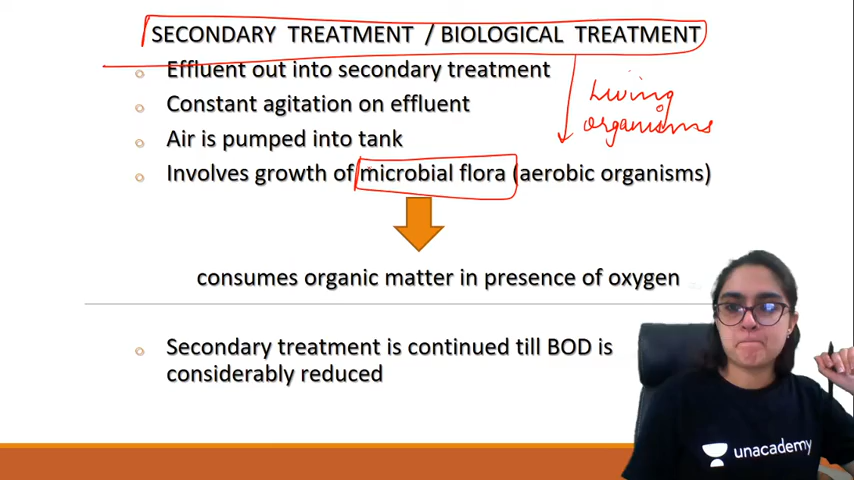 SECONDARY TREATMENT / BIOLOGICAL TREATMENT
Effluent out into secondary treatment
Living
Constant agitation on effluent
organisms
Air is pumped into tank
Involves growth of microbial flora (aerobic organisms)
consumes organic matter in presence of oxygen
Secondary treatment is continued till BOD is
considerably reduced
unacademy